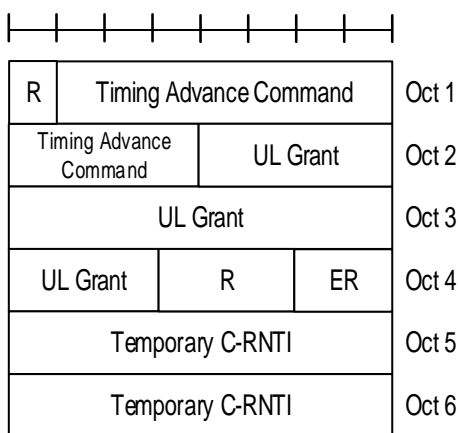 R Timing Advance Command Oct 1
Timing Advance
Command UL Grant Oct 2
UL Grant Oct 3
UL Grant R ER Oct 4
Temporary C-RNTI Oct 5
Temporary C-RNTI Oct 6